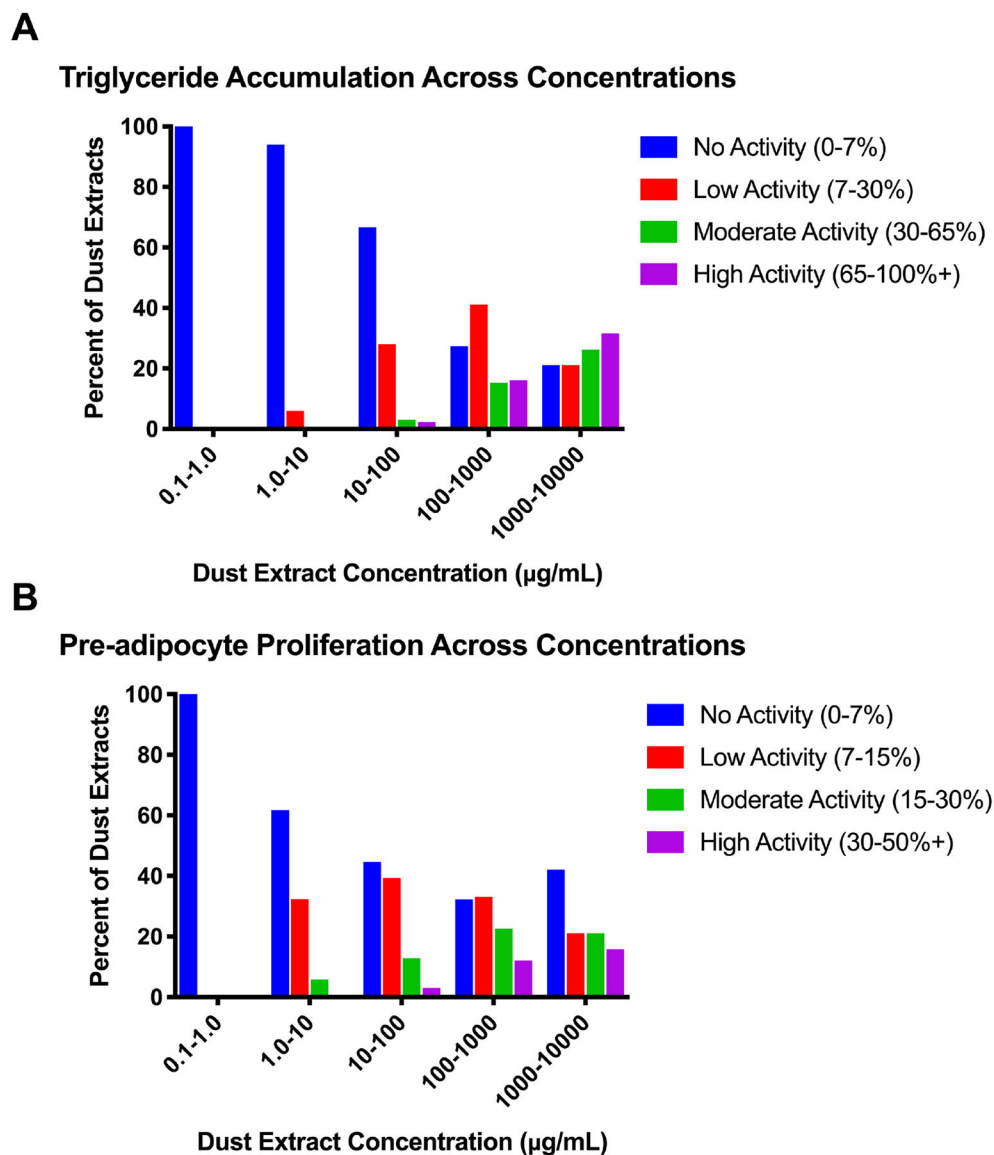 A
Triglyceride Accumulation Across Concentrations
100
80
60
40
20
0
Percent of Dust Extracts
No Activity (0-7%)
Low Activity (7-30%)
Moderate Activity (30-65%)
High Activity (65-100%+)
0.1-1.0
1.0-10
10-100
100-1000
1000-10000
Dust Extract Concentration (µg/mL)
B
Pre-adipocyte Proliferation Across Concentrations
100
80
60
40
20
0
Percent of Dust Extracts
No Activity (0-7%)
Low Activity (7-15%)
Moderate Activity (15-30%)
High Activity (30-50%+)
0.1-1.0
1.0-10
10-100
100-1000
1000-10000
Dust Extract Concentration (µg/mL)